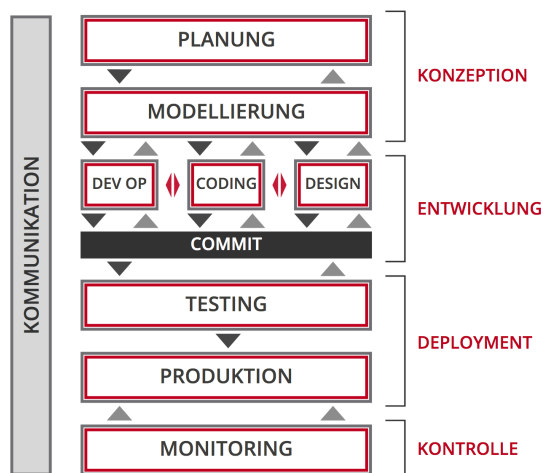 KOMMUNIKATION
PLANUNG
MODELLIERUNG
KONZEPTION
DEV OP
CODING
DESIGN
COMMIT
ENTWICKLUNG
TESTING
PRODUKTION
DEPLOYMENT
MONITORING
KONTROLLE